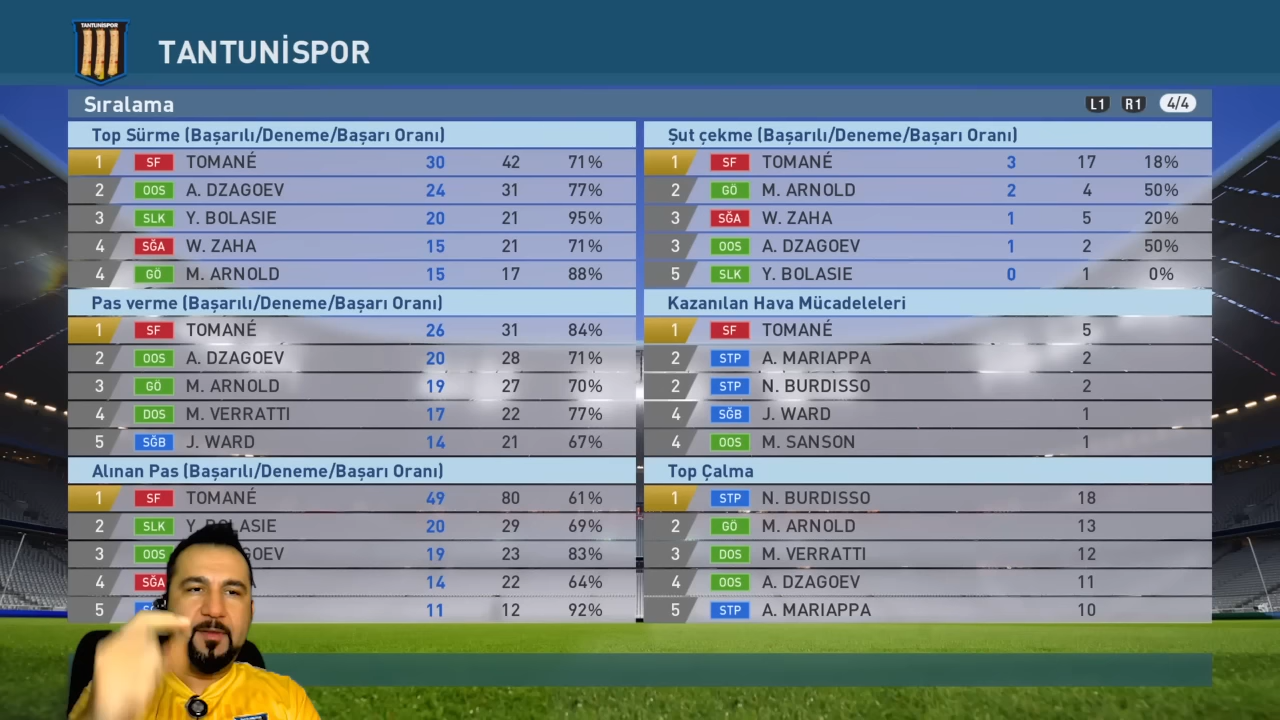 TANTUNİSPOR
TANTUNİSPOR
Sıralama
L1 R1 4/4
Top Sürme (Başarılı/Deneme/Başarı Oranı)
1 SF TOMANÉ 30 42 71%
2 OOS A. DZAGOEV 24 31 77%
3 SLK Y. BOLASIE 20 21 95%
4 SĞA W. ZAHA 15 21 71%
4 GÖ M. ARNOLD 15 17 88%
Pas verme (Başarılı/Deneme/Başarı Oranı)
1 SF TOMANÉ 26 31 84%
2 OOS A. DZAGOEV 20 28 71%
3 GÖ M. ARNOLD 19 27 70%
4 DOS M. VERRATTI 17 22 77%
5 SĞB J. WARD 14 21 67%
Alınan Pas (Başarılı/Deneme/Başarı Oranı)
1 SF TOMANÉ 49 80 61%
2 SLK Y. BOLASIE 20 29 69%
3 OOS GOEV 19 23 83%
4 SĞA 14 22 64%
5 11 12 92%
Şut çekme (Başarılı/Deneme/Başarı Oranı)
1 SF TOMANÉ 3 17 18%
2 GÖ M. ARNOLD 2 4 50%
3 SĞA W. ZAHA 1 5 20%
3 OOS A. DZAGOEV 1 2 50%
5 SLK Y. BOLASIE 0 1 0%
Kazanılan Hava Mücadeleleri
1 SF TOMANÉ 5
2 STP A. MARIAPPA 2
2 STP N. BURDISSO 2
4 SĞB J. WARD 1
4 OOS M. SANSON 1
Top Çalma
1 STP N. BURDISSO 18
2 GÖ M. ARNOLD 13
3 DOS M. VERRATTI 12
4 OOS A. DZAGOEV 11
5 STP A. MARIAPPA 10